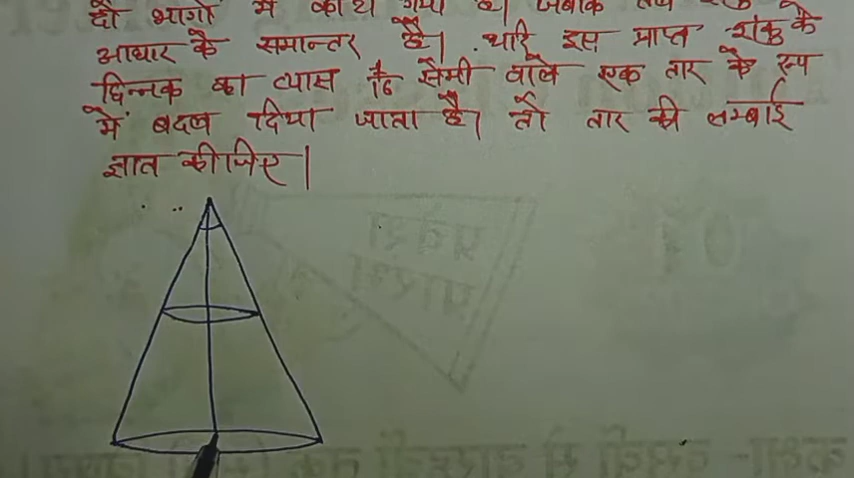 दो भागों में काटा गया है। जबकि तल शंकु के
आधार के समान्तर है। यदि इस प्राप्त शंकु के
छिन्नक का व्यास 1/16 सेमी वाले एक तार के रूप
में बदल दिया जाता है। तो तार की लम्बाई
ज्ञात कीजिए।